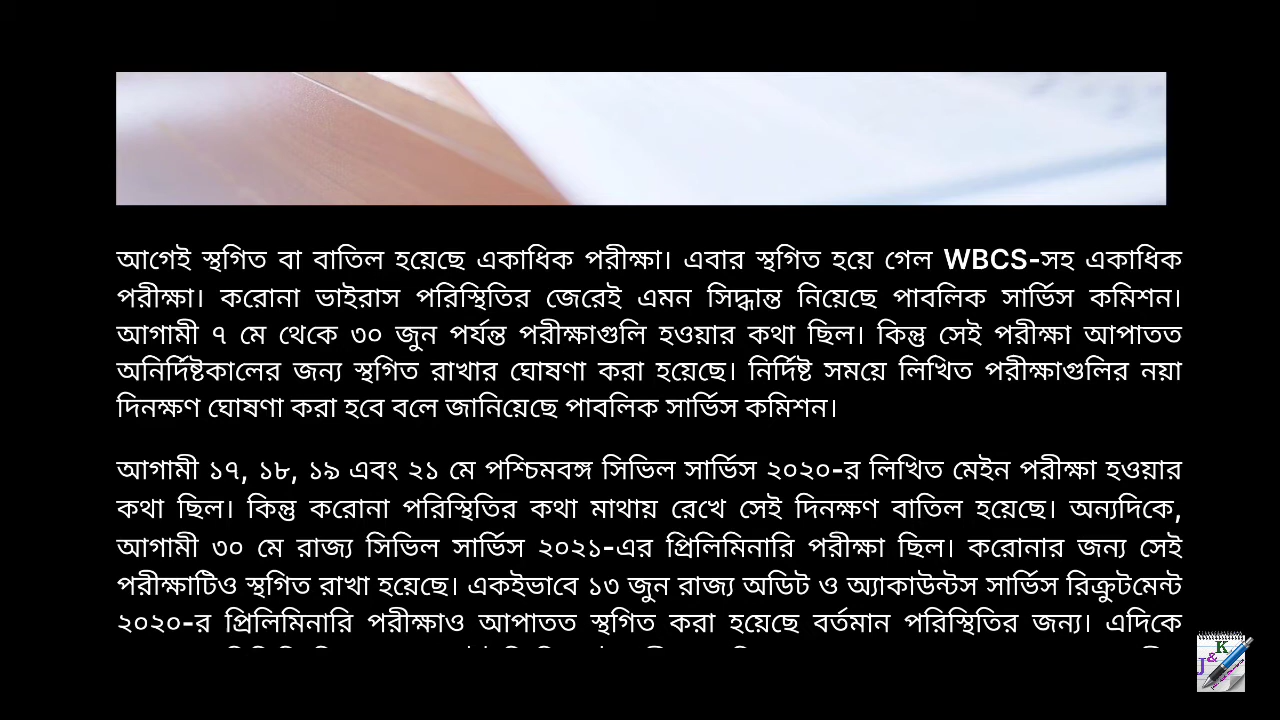 আগেই স্থগিত বা বাতিল হয়েছে একাধিক পরীক্ষা। এবার স্থগিত হয়ে গেল WBCS-সহ একাধিক
পরীক্ষা। করোনা ভাইরাস পরিস্থিতির জেরেই এমন সিদ্ধান্ত নিয়েছে পাবলিক সার্ভিস কমিশন।
আগামী ৭ মে থেকে ৩০ জুন পর্যন্ত পরীক্ষাগুলি হওয়ার কথা ছিল। কিন্তু সেই পরীক্ষা আপাতত
অনির্দিষ্টকালের জন্য স্থগিত রাখার ঘোষণা করা হয়েছে। নির্দিষ্ট সময়ে লিখিত পরীক্ষাগুলির নয়া
দিনক্ষণ ঘোষণা করা হবে বলে জানিয়েছে পাবলিক সার্ভিস কমিশন।
আগামী ১৭, ১৮, ১৯ এবং ২১ মে পশ্চিমবঙ্গ সিভিল সার্ভিস ২০২০-র লিখিত মেইন পরীক্ষা হওয়ার
কথা ছিল। কিন্তু করোনা পরিস্থিতির কথা মাথায় রেখে সেই দিনক্ষণ বাতিল হয়েছে। অন্যদিকে,
আগামী ৩০ মে রাজ্য সিভিল সার্ভিস ২০২১-এর প্রিলিমিনারি পরীক্ষা ছিল। করোনার জন্য সেই
পরীক্ষাটিও স্থগিত রাখা হয়েছে। একইভাবে ১৩ জুন রাজ্য অডিট ও অ্যাকাউন্টস সার্ভিস রিক্রুটমেন্ট
২০২০-র প্রিলিমিনারি পরীক্ষাও আপাতত স্থগিত করা হয়েছে বর্তমান পরিস্থিতির জন্য। এদিকে
J&K